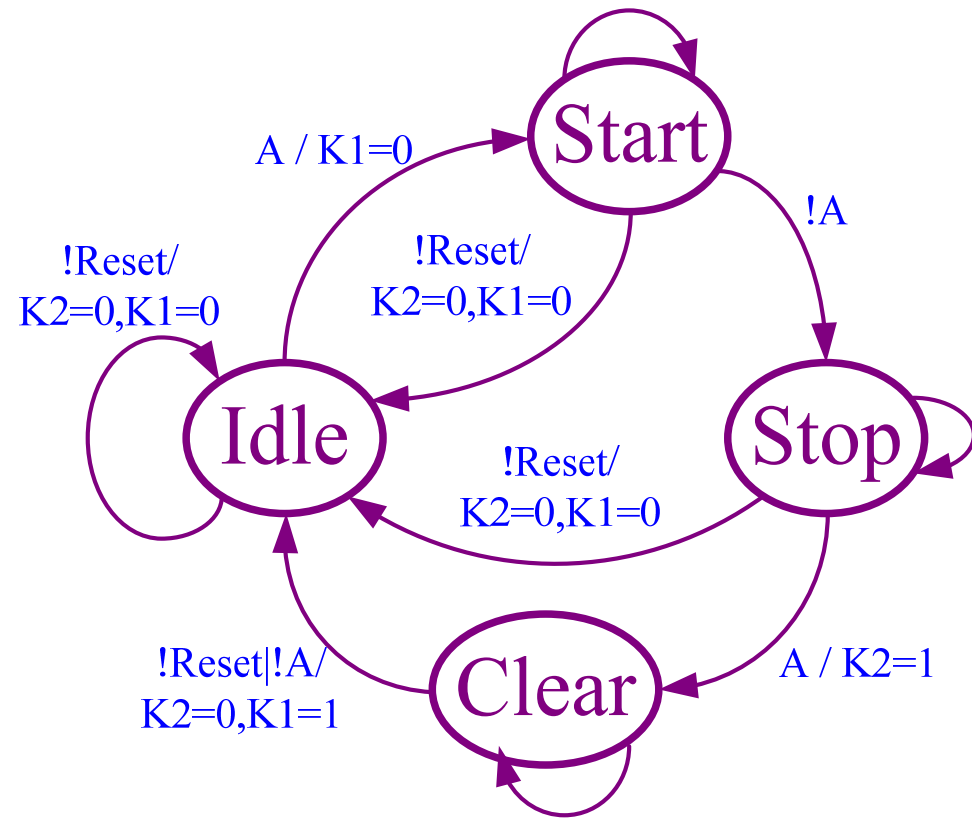 Start
A / K1=0
!A
!Reset/
K2=0,K1=0
!Reset/
K2=0,K1=0
Idle
Stop
!Reset/
K2=0,K1=0
!Reset|!A/
K2=0,K1=1
Clear
A / K2=1